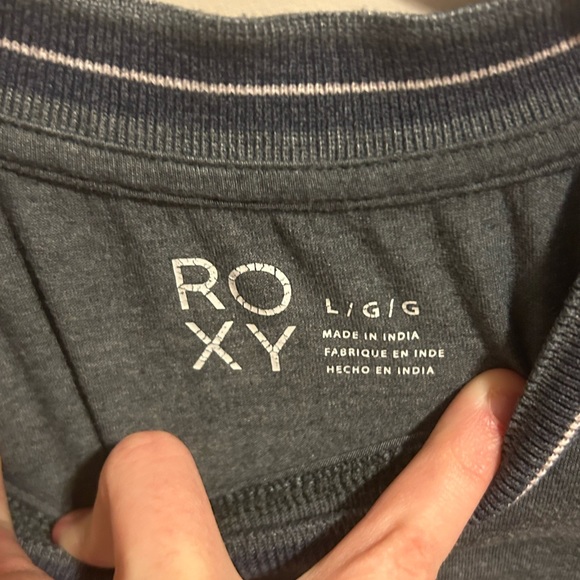 RO
XY
L/G/G
MADE IN INDIA
FABRIQUE EN INDE
HECHO EN INDIA